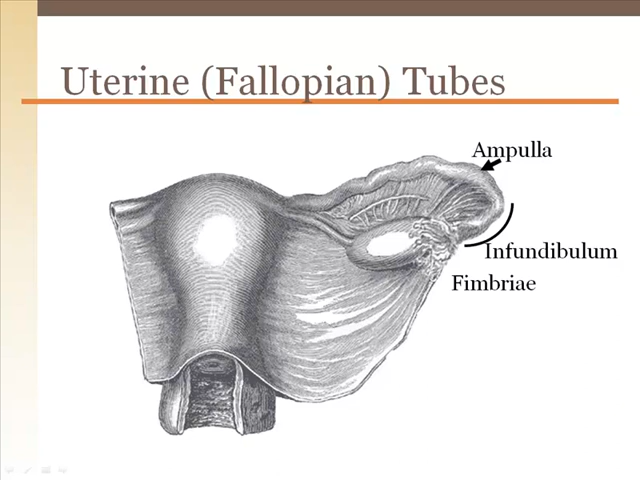 Uterine (Fallopian) Tubes
Ampulla
Infundibulum
Fimbriae